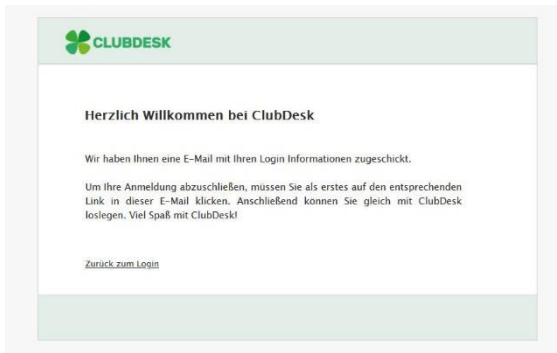 CLUBDESK
Herzlich Willkommen bei ClubDesk
Wir haben Ihnen eine E-Mail mit Ihren Login Informationen zugeschickt.
Um Ihre Anmeldung abzuschließen, müssen Sie als erstes auf den entsprechenden
Link in dieser E-Mail klicken. Anschließend können Sie gleich mit ClubDesk
loslegen. Viel Spaß mit ClubDesk!
Zurück zum Login